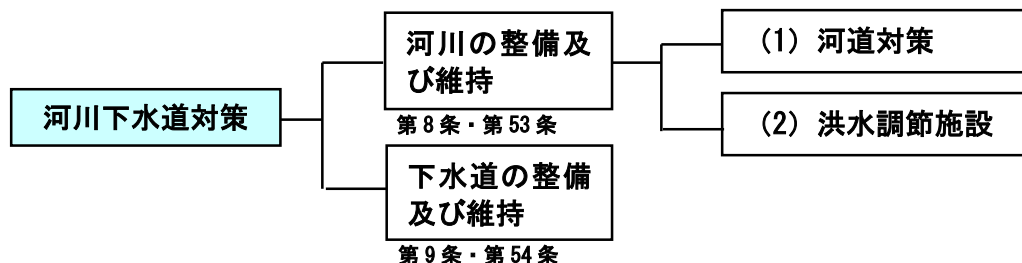 河川下水道対策
河川の整備及
び維持
第8条・第53条
下水道の整備
及び維持
第9条・第54条
(1) 河道対策
(2) 洪水調節施設